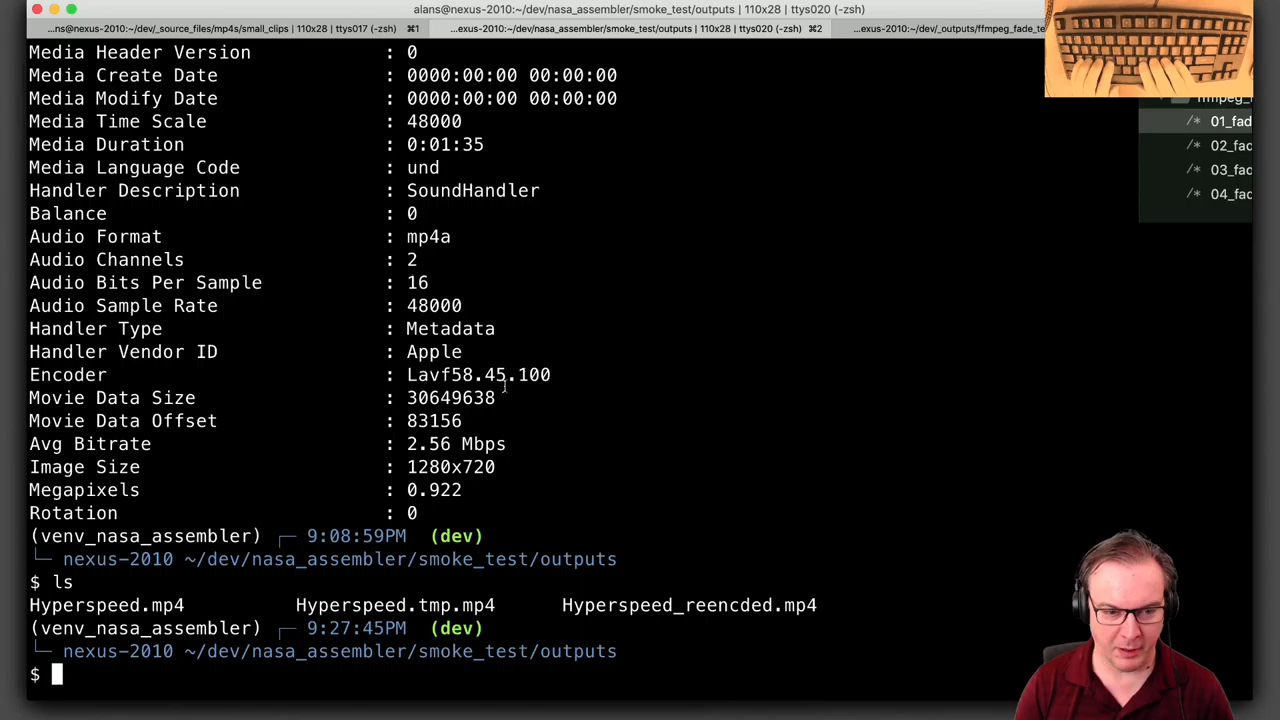 alans@nexus-2010:~/dev/nasa_assembler/smoke_test/outputs | 110x28 | ttys020 (-zsh)
...ns@nexus-2010:~/dev/_source_files/mp4s/small_clips | 110x28 | ttys017 (-zsh) ⌘1
...exus-2010:~/dev/nasa_assembler/smoke_test/outputs | 110x28 | ttys020 (-zsh) ⌘2
...exus-2010:~/dev/_outputs/ffmpeg_fade_te
Media Header Version : 0
Media Create Date : 0000:00:00 00:00:00
Media Modify Date : 0000:00:00 00:00:00
Media Time Scale : 48000
Media Duration : 0:01:35
Media Language Code : und
Handler Description : SoundHandler
Balance : 0
Audio Format : mp4a
Audio Channels : 2
Audio Bits Per Sample : 16
Audio Sample Rate : 48000
Handler Type : Metadata
Handler Vendor ID : Apple
Encoder : Lavf58.45.100
Movie Data Size : 30649638
Movie Data Offset : 83156
Avg Bitrate : 2.56 Mbps
Image Size : 1280x720
Megapixels : 0.922
Rotation : 0
(venv_nasa_assembler) ┌─ 9:08:59PM (dev)
└─ nexus-2010 ~/dev/nasa_assembler/smoke_test/outputs
$ ls
Hyperspeed.mp4 Hyperspeed.tmp.mp4 Hyperspeed_reencded.mp4
(venv_nasa_assembler) ┌─ 9:27:45PM (dev)
└─ nexus-2010 ~/dev/nasa_assembler/smoke_test/outputs
$
ffmpeg_
/* 01_fad
/* 02_fad
/* 03_fad
/* 04_fad